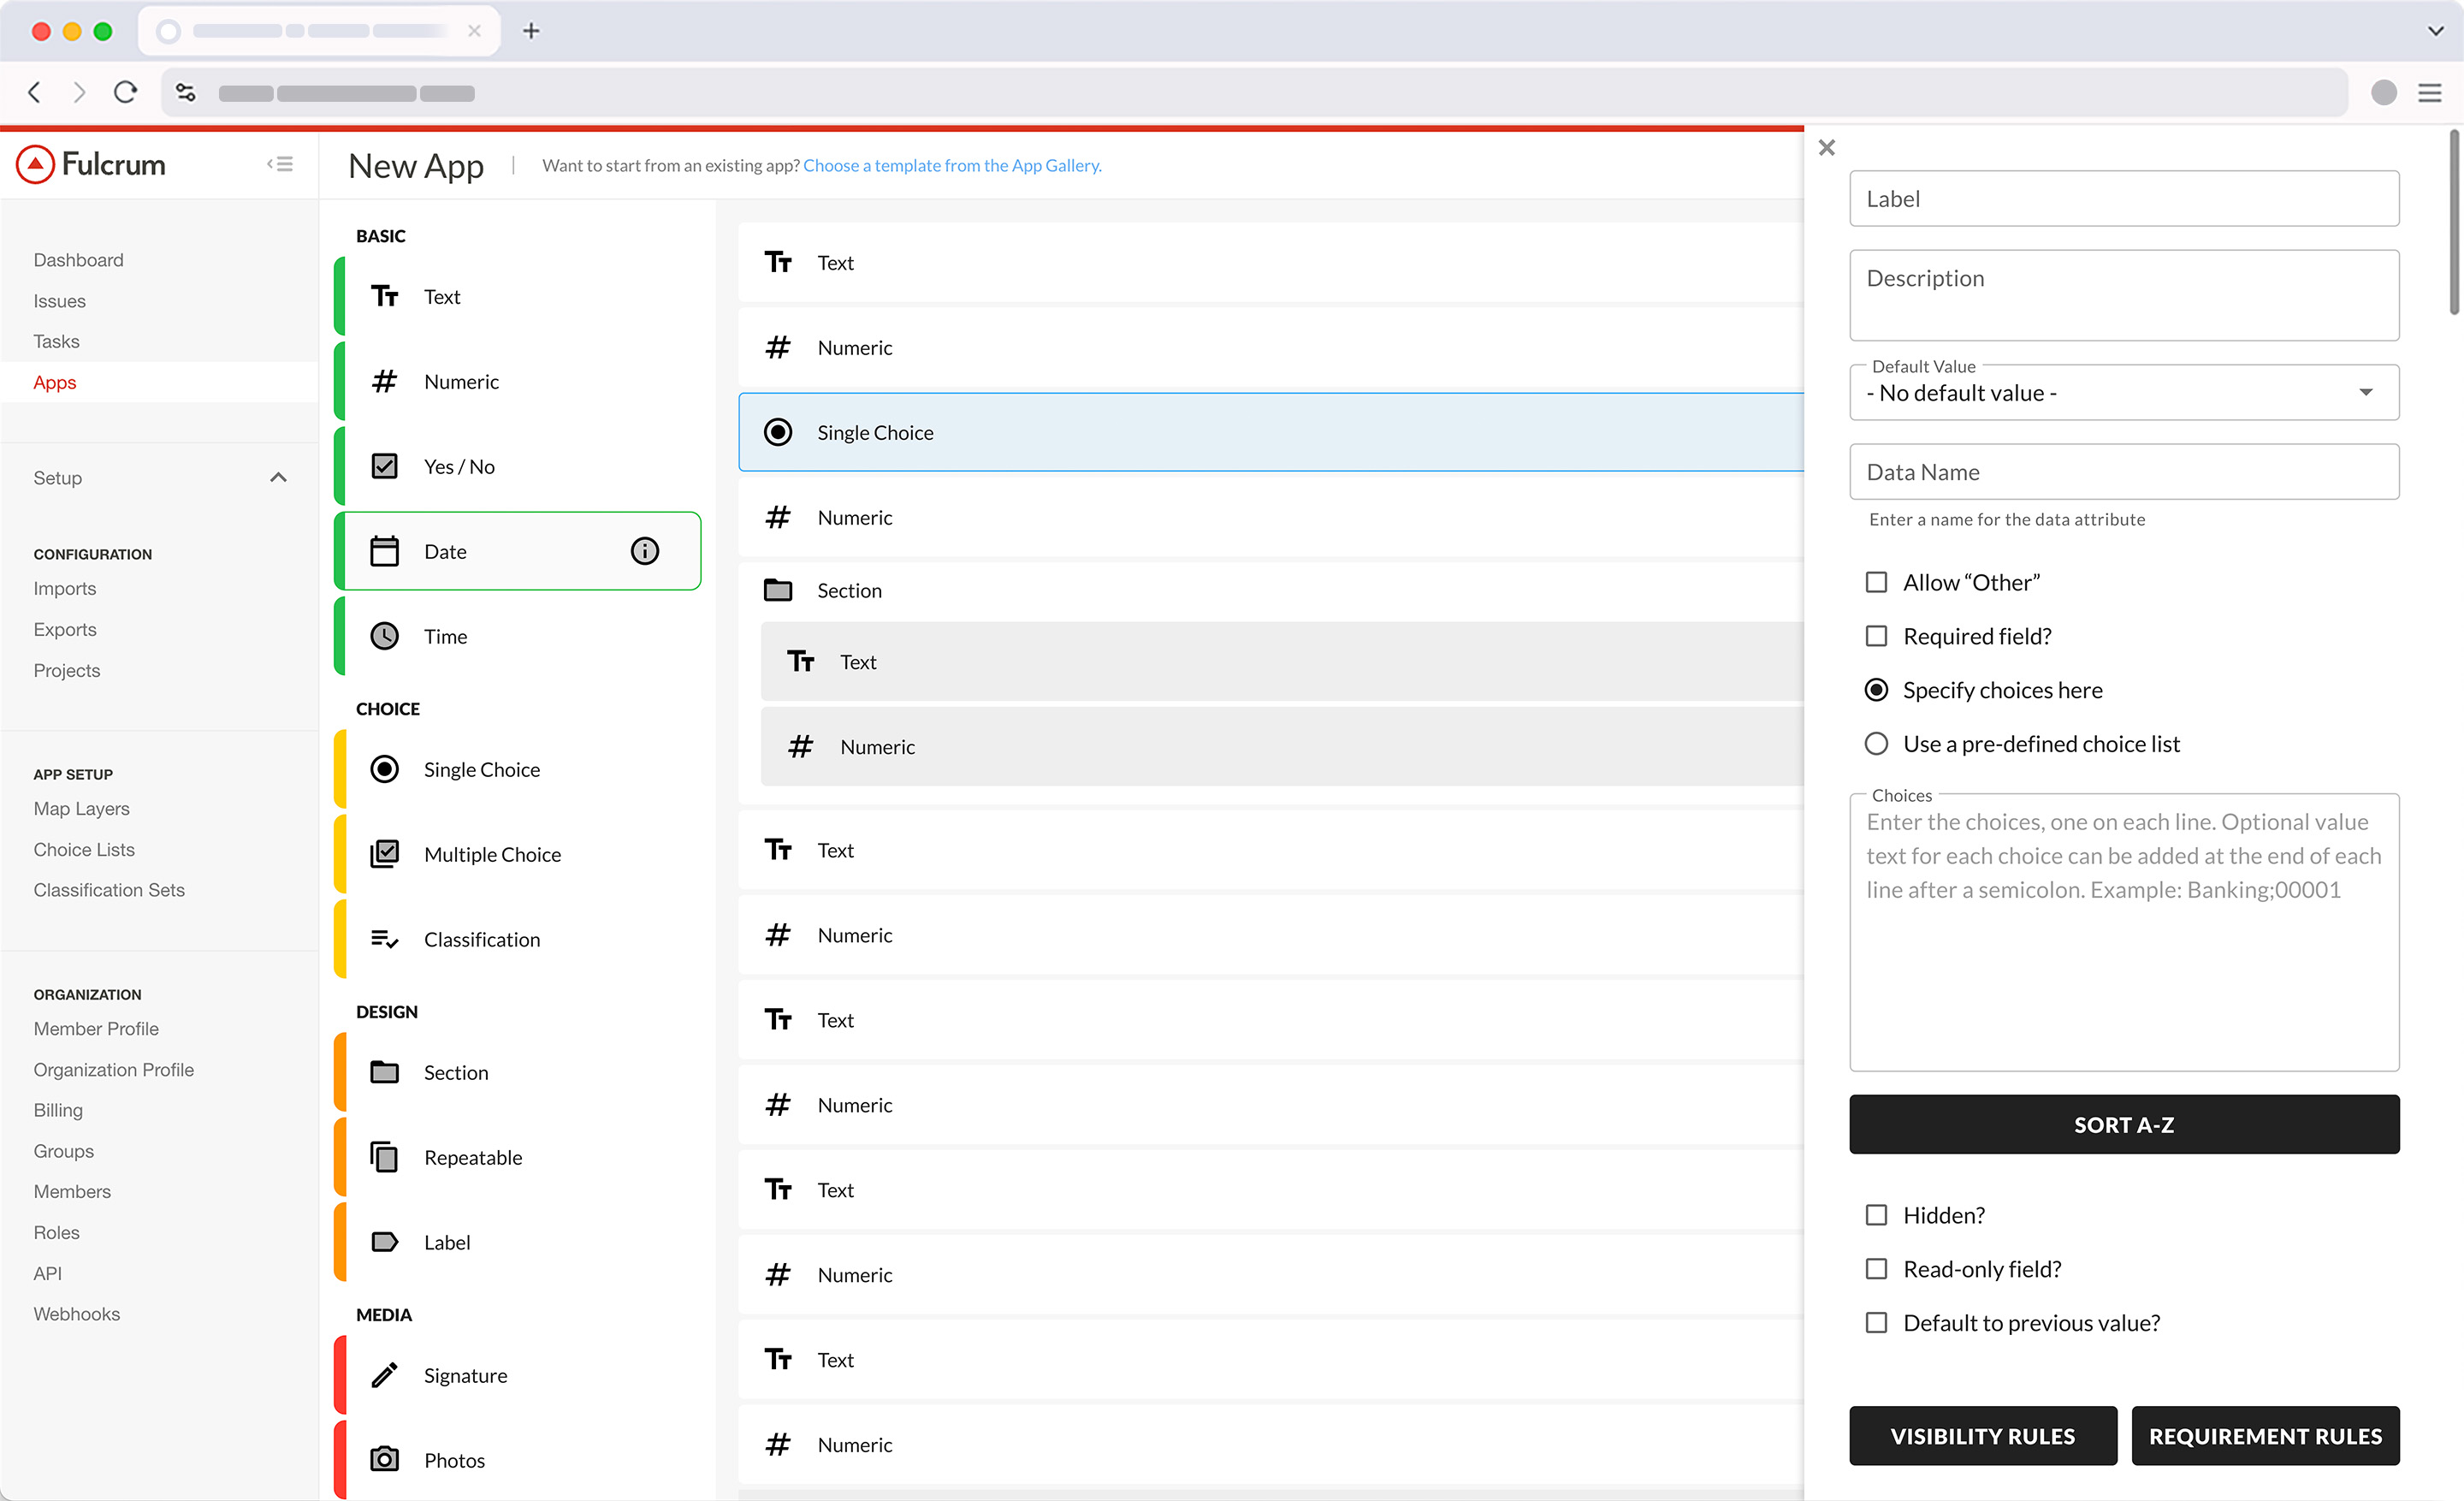 Fulcrum
New App
Want to start from an existing app? Choose a template from the App Gallery.
Dashboard
Issues
Tasks
Apps
Setup
CONFIGURATION
Imports
Exports
Projects
APP SETUP
Map Layers
Choice Lists
Classification Sets
ORGANIZATION
Member Profile
Organization Profile
Billing
Groups
Members
Roles
API
Webhooks
BASIC
Text
Numeric
Yes / No
Date
Time
CHOICE
Single Choice
Multiple Choice
Classification
DESIGN
Section
Repeatable
Label
MEDIA
Signature
Photos
Text
Numeric
Single Choice
Numeric
Section
Text
Numeric
Text
Numeric
Text
Numeric
Text
Numeric
Text
Numeric
Label
Description
Default Value
- No default value -
Data Name
Enter a name for the data attribute
Allow “Other”
Required field?
Specify choices here
Use a pre-defined choice list
Choices
Enter the choices, one on each line. Optional value
text for each choice can be added at the end of each
line after a semicolon. Example: Banking;00001
SORT A-Z
Hidden?
Read-only field?
Default to previous value?
VISIBILITY RULES
REQUIREMENT RULES